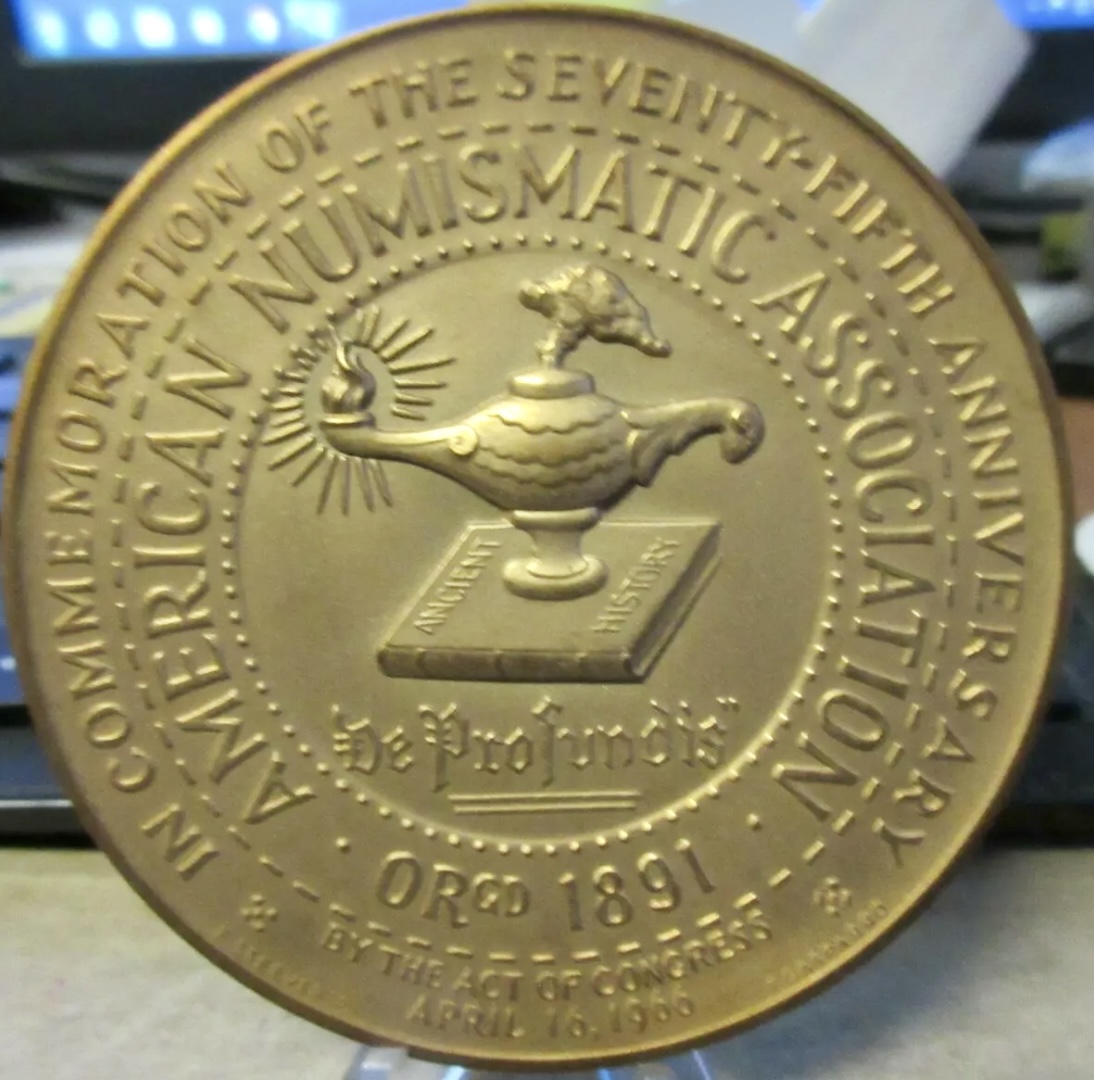 IN COMMEMORATION OF THE SEVENTY-FIFTH ANNIVERSARY
AMERICAN NUMISMATIC ASSOCIATION
ANCIENT
HISTORY
"De Profundis"
· ORGD 1891 ·
BY THE ACT OF CONGRESS
APRIL 16, 1966